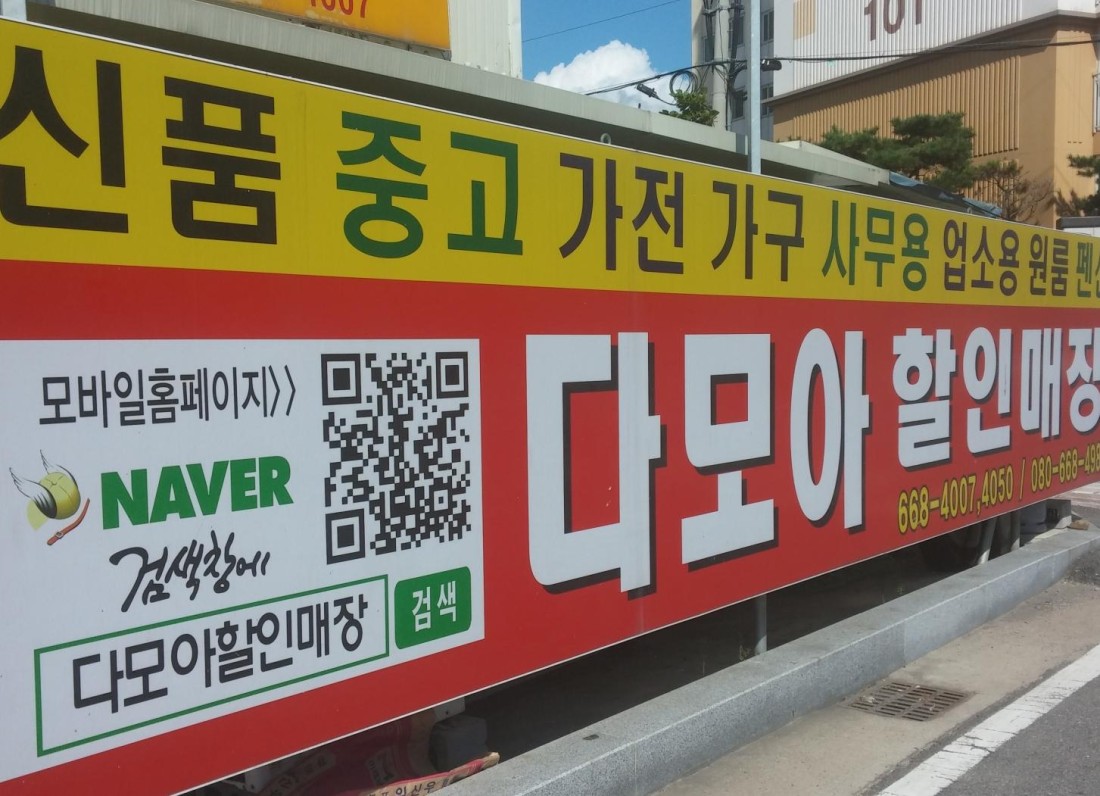 101
신품 중고 가전 가구 사무용 업소용 원룸
모바일홈페이지>>
NAVER
검색창에
다모아할인매장
검색
다모아 할인매장
668-4007,4050 / 080-668-